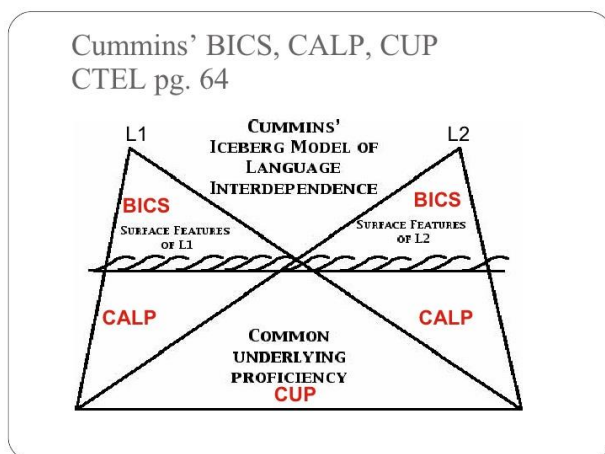 Cummins' BICS, CALP, CUP
CTEL pg. 64
L1
CUMMINS'
ICEBERG MODEL OF
LANGUAGE
INTERDEPENDENCE
L2
BICS
SURFACE FEATURES
OF L1
BICS
SURFACE FEATURES
OF L2
CALP
CALP
COMMON
UNDERLYING
PROFICIENCY
CUP